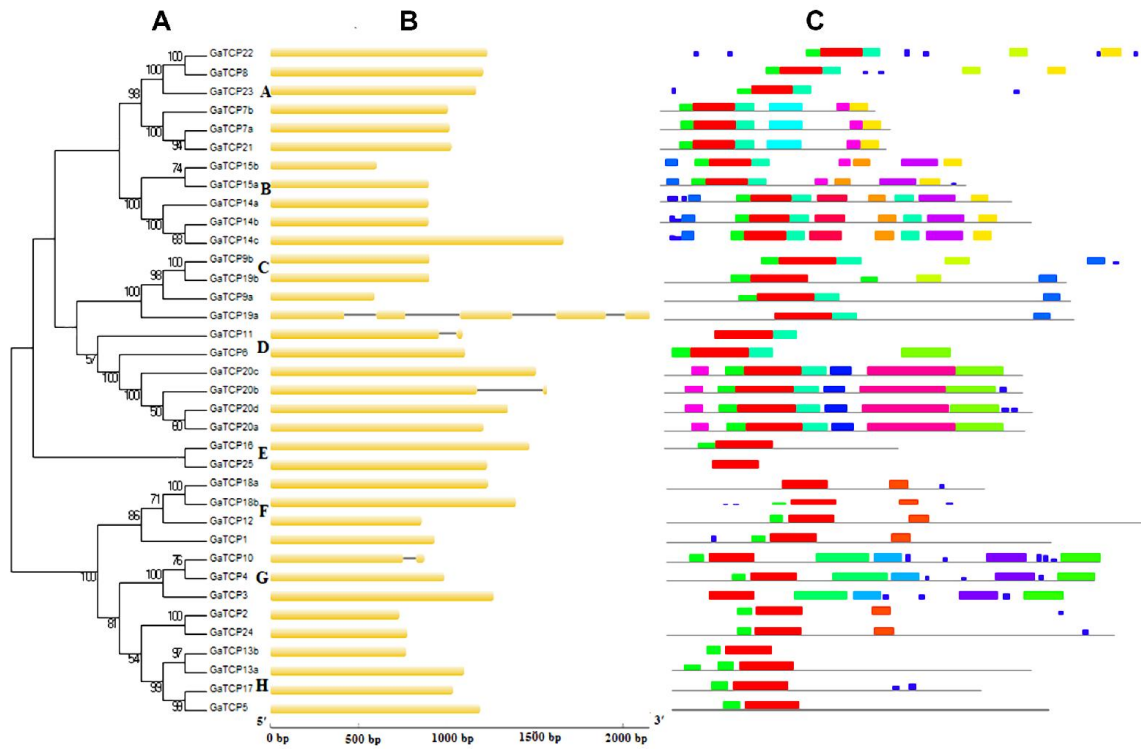 A B C
100 GaTCP22
100 GaTCP8
98 GaTCP23 A
GaTCP7b
100 GaTCP7a
94 GaTCP21
74 GaTCP15b
GaTCP15a B
100 GaTCP14a
100 GaTCP14b
68 GaTCP14c
100 GaTCP9b C
98 GaTCP19b
100 GaTCP9a
GaTCP19a
GaTCP11 D
57 GaTCP6
100 GaTCP20c
100 GaTCP20b
50 GaTCP20d
60 GaTCP20a
GaTCP16 E
GaTCP25
100 GaTCP18a
71 GaTCP18b F
86 GaTCP12
GaTCP1
76 GaTCP10
100 100 GaTCP4 G
GaTCP3
81 100 GaTCP2
GaTCP24
54 97 GaTCP13b
GaTCP13a
99 GaTCP17 H
98 GaTCP5
5' 3'
0 bp 500 bp 1000 bp 1500 bp 2000 bp